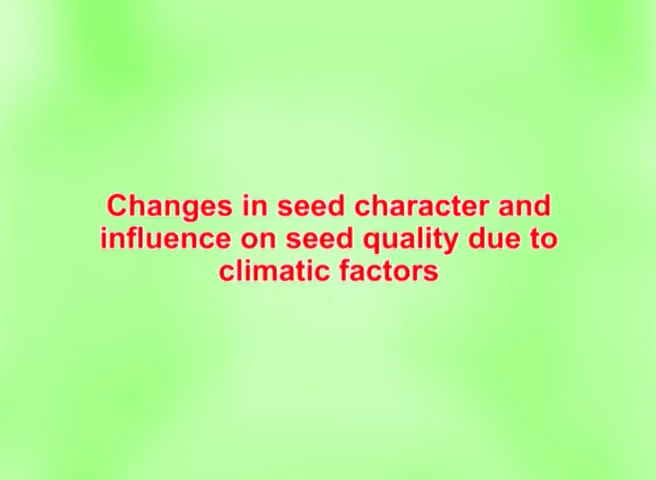 Changes in seed character and
influence on seed quality due to
climatic factors